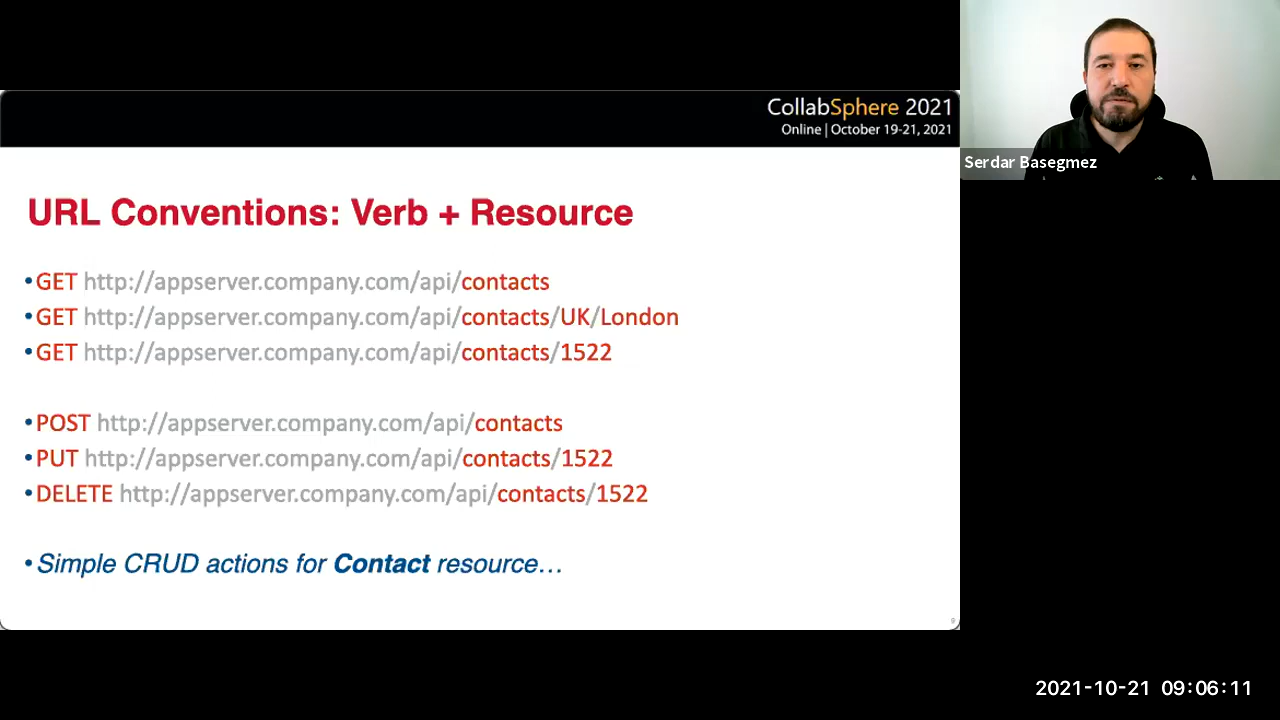 CollabSphere 2021
Online | October 19-21, 2021
Serdar Basegmez
URL Conventions: Verb + Resource
•GET http://appserver.company.com/api/contacts
•GET http://appserver.company.com/api/contacts/UK/London
•GET http://appserver.company.com/api/contacts/1522
•POST http://appserver.company.com/api/contacts
•PUT http://appserver.company.com/api/contacts/1522
•DELETE http://appserver.company.com/api/contacts/1522
•Simple CRUD actions for Contact resource…
2021-10-21 09:06:11